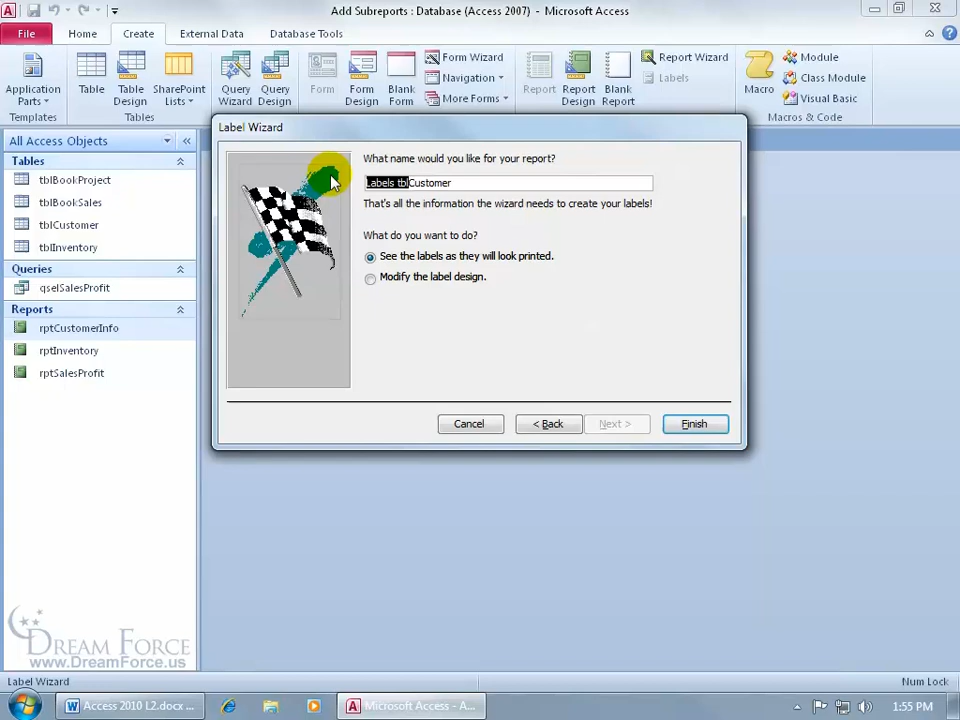 Add Subreports : Database (Access 2007) - Microsoft Access
File Home Create External Data Database Tools
Application Parts Table Table Design SharePoint Lists Query Wizard Query Design Form Form Design Blank Form Form Wizard Navigation More Forms Report Report Design Blank Report Report Wizard Labels Macro Module Class Module Visual Basic
Templates Tables Macros & Code
All Access Objects
Tables
tblBookProject
tblBookSales
tblCustomer
tblInventory
Queries
qselSalesProfit
Reports
rptCustomerInfo
rptInventory
rptSalesProfit
Label Wizard
What name would you like for your report?
Labels tblCustomer
That's all the information the wizard needs to create your labels!
What do you want to do?
See the labels as they will look printed.
Modify the label design.
Cancel < Back Next > Finish
DREAM FORCE
www.DreamForce.us
Label Wizard Num Lock
Access 2010 L2.docx ... Microsoft Access - A... 1:55 PM